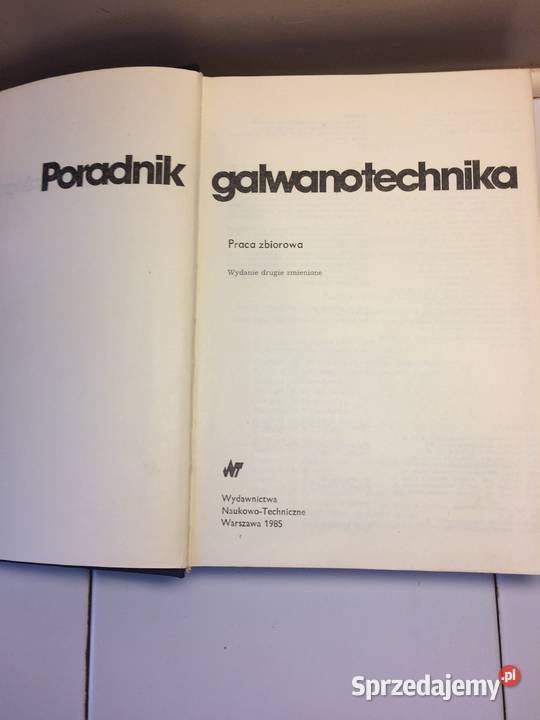 Poradnik galwanotechnika
Praca zbiorowa
Wydanie drugie zmienione
WNT
Wydawnictwa
Naukowo-Techniczne
Warszawa 1985
Sprzedajemy.pl